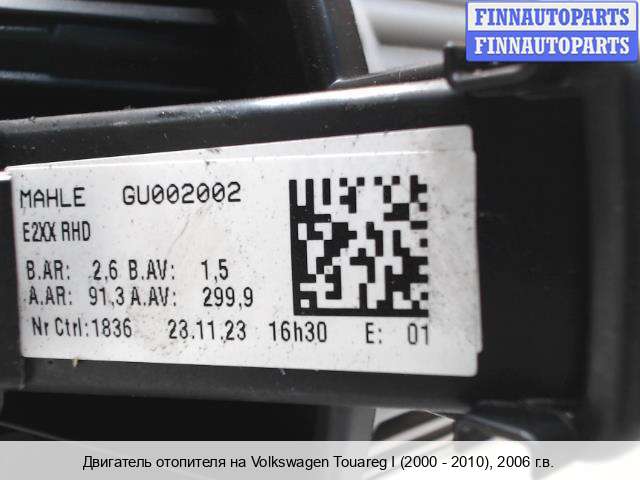 FINNAUTOPARTS
FINNAUTOPARTS
MAHLE GU002002
E2XX RHD
B.AR: 2,6 B.AV: 1,5
A.AR: 91,3 A.AV: 299,9
Nr Ctrl:1836 23.11.23 16h30 E: 01
Двигатель отопителя на Volkswagen Touareg I (2000 - 2010), 2006 г.в.